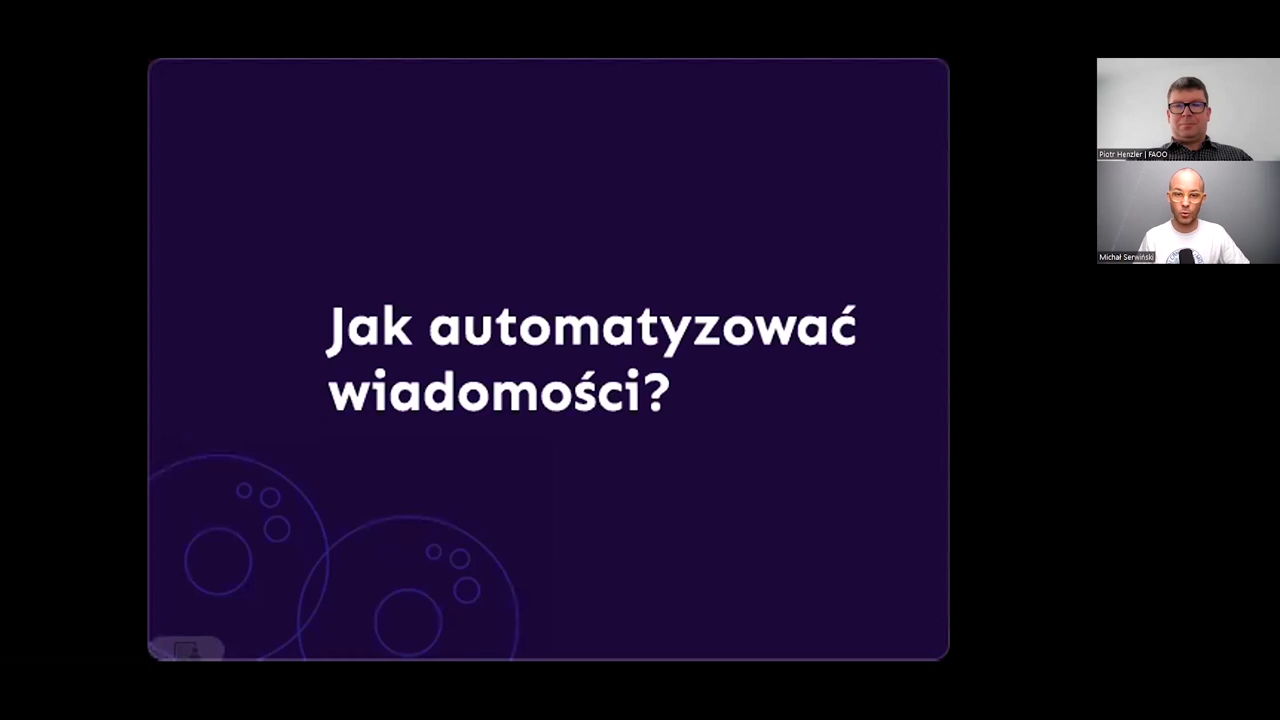 Jak automatyzować
wiadomości?
Piotr Henzler | FAOO
Michał Serwiński